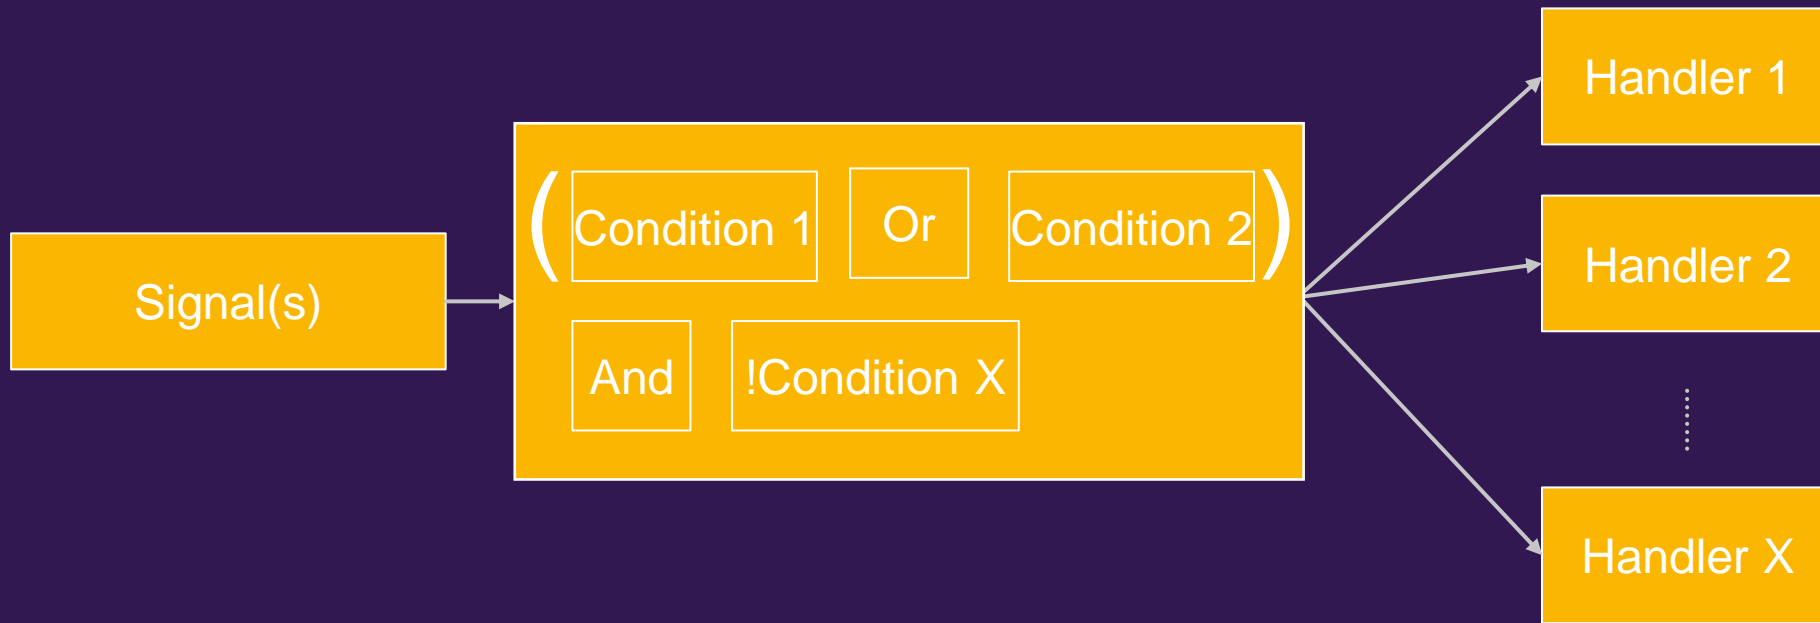 Signal(s)
( Condition 1 Or Condition 2 )
And !Condition X
Handler 1
Handler 2
Handler X